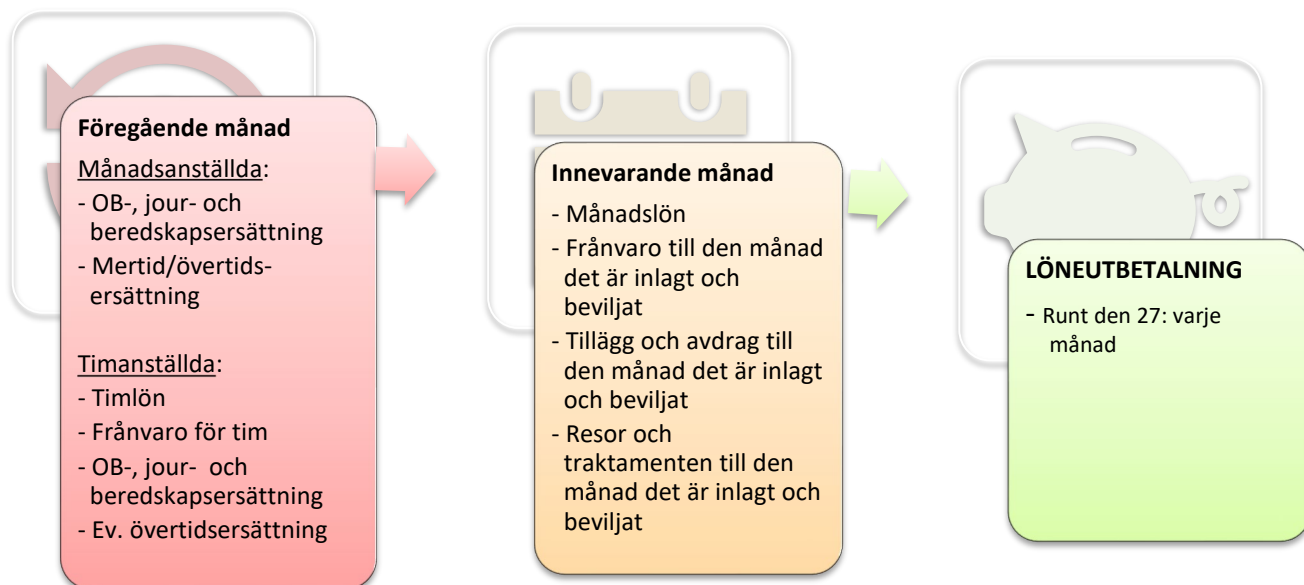 Föregående månad
Månadsanställda:
- OB-, jour- och
beredskapsersättning
- Mertid/övertids-
ersättning
Timanställda:
- Timlön
- Frånvaro för tim
- OB-, jour- och
beredskapsersättning
- Ev. övertidsersättning
Innevarande månad
- Månadslön
- Frånvaro till den månad
det är inlagt och
beviljat
- Tillägg och avdrag till
den månad det är inlagt
och beviljat
- Resor och
traktamenten till den
månad det är inlagt och
beviljat
LÖNEUTBETALNING
- Runt den 27: varje
månad